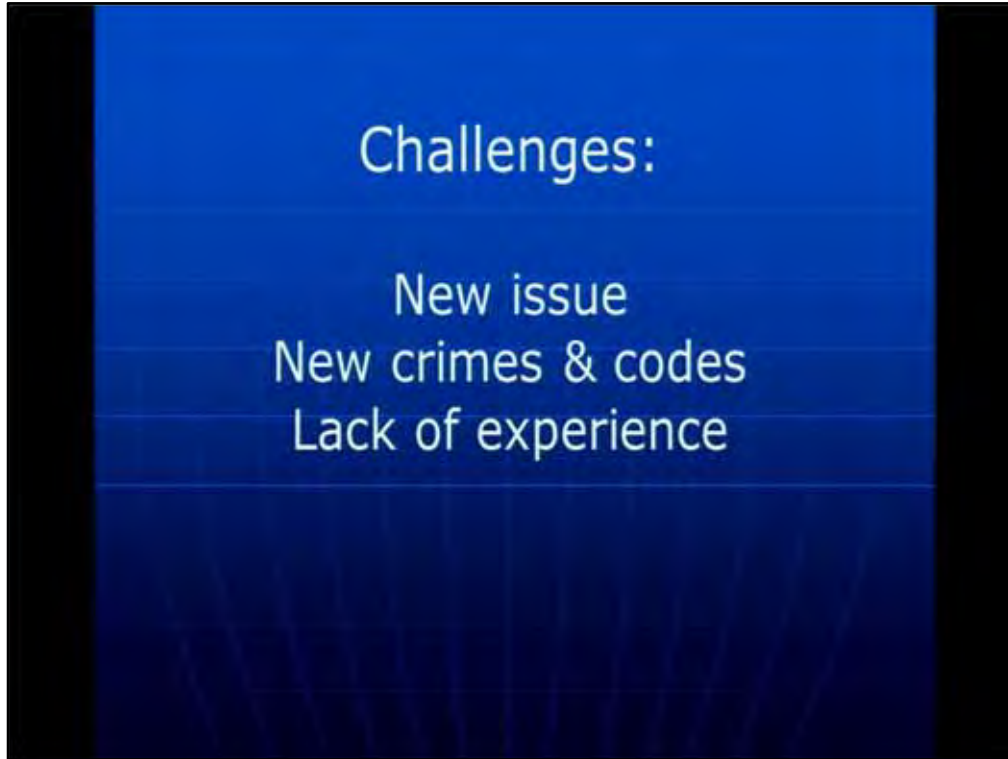 Challenges:
New issue
New crimes & codes
Lack of experience